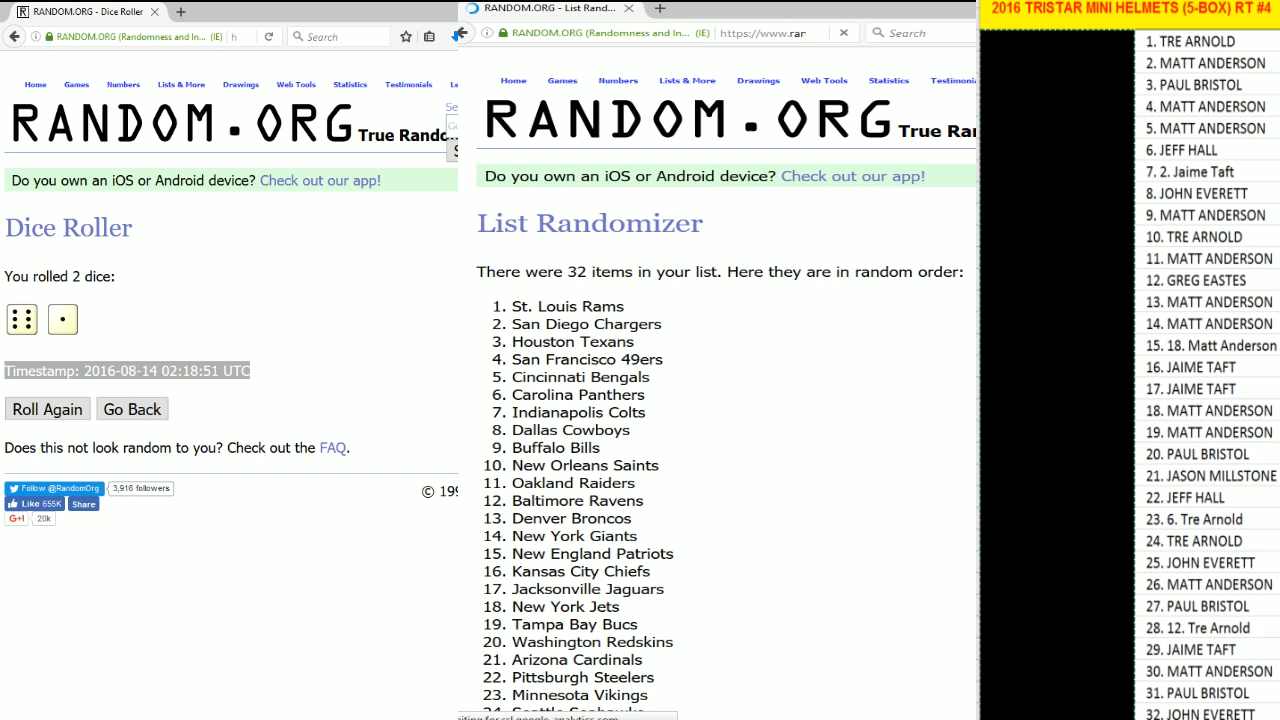 RANDOM.ORG - Dice Roller
RANDOM.ORG (Randomness and In... (IE)
h
Search
Home
Games
Numbers
Lists & More
Drawings
Web Tools
Statistics
Testimonials
RANDOM.ORG
Do you own an iOS or Android device? Check out our app!
Dice Roller
You rolled 2 dice:
Timestamp: 2016-08-14 02:18:51 UTC
Roll Again
Go Back
Does this not look random to you? Check out the FAQ.
Follow @RandomOrg
3,916 followers
Like 655K
Share
G+1
20k
© 199
RANDOM.ORG - List Rand...
RANDOM.ORG (Randomness and In... (IE)
https://www.rar
Search
Home
Games
Numbers
Lists & More
Drawings
Web Tools
Statistics
RANDOM.ORG
Do you own an iOS or Android device? Check out our app!
List Randomizer
There were 32 items in your list. Here they are in random order:
1. St. Louis Rams
2. San Diego Chargers
3. Houston Texans
4. San Francisco 49ers
5. Cincinnati Bengals
6. Carolina Panthers
7. Indianapolis Colts
8. Dallas Cowboys
9. Buffalo Bills
10. New Orleans Saints
11. Oakland Raiders
12. Baltimore Ravens
13. Denver Broncos
14. New York Giants
15. New England Patriots
16. Kansas City Chiefs
17. Jacksonville Jaguars
18. New York Jets
19. Tampa Bay Bucs
20. Washington Redskins
21. Arizona Cardinals
22. Pittsburgh Steelers
23. Minnesota Vikings
2016 TRISTAR MINI HELMETS (5-BOX) RT #4
1. TRE ARNOLD
2. MATT ANDERSON
3. PAUL BRISTOL
4. MATT ANDERSON
5. MATT ANDERSON
6. JEFF HALL
7. 2. Jaime Taft
8. JOHN EVERETT
9. MATT ANDERSON
10. TRE ARNOLD
11. MATT ANDERSON
12. GREG EASTES
13. MATT ANDERSON
14. MATT ANDERSON
15. 18. Matt Anderson
16. JAIME TAFT
17. JAIME TAFT
18. MATT ANDERSON
19. MATT ANDERSON
20. PAUL BRISTOL
21. JASON MILLSTONE
22. JEFF HALL
23. 6. Tre Arnold
24. TRE ARNOLD
25. JOHN EVERETT
26. MATT ANDERSON
27. PAUL BRISTOL
28. 12. Tre Arnold
29. JAIME TAFT
30. MATT ANDERSON
31. PAUL BRISTOL
32. JOHN EVERETT